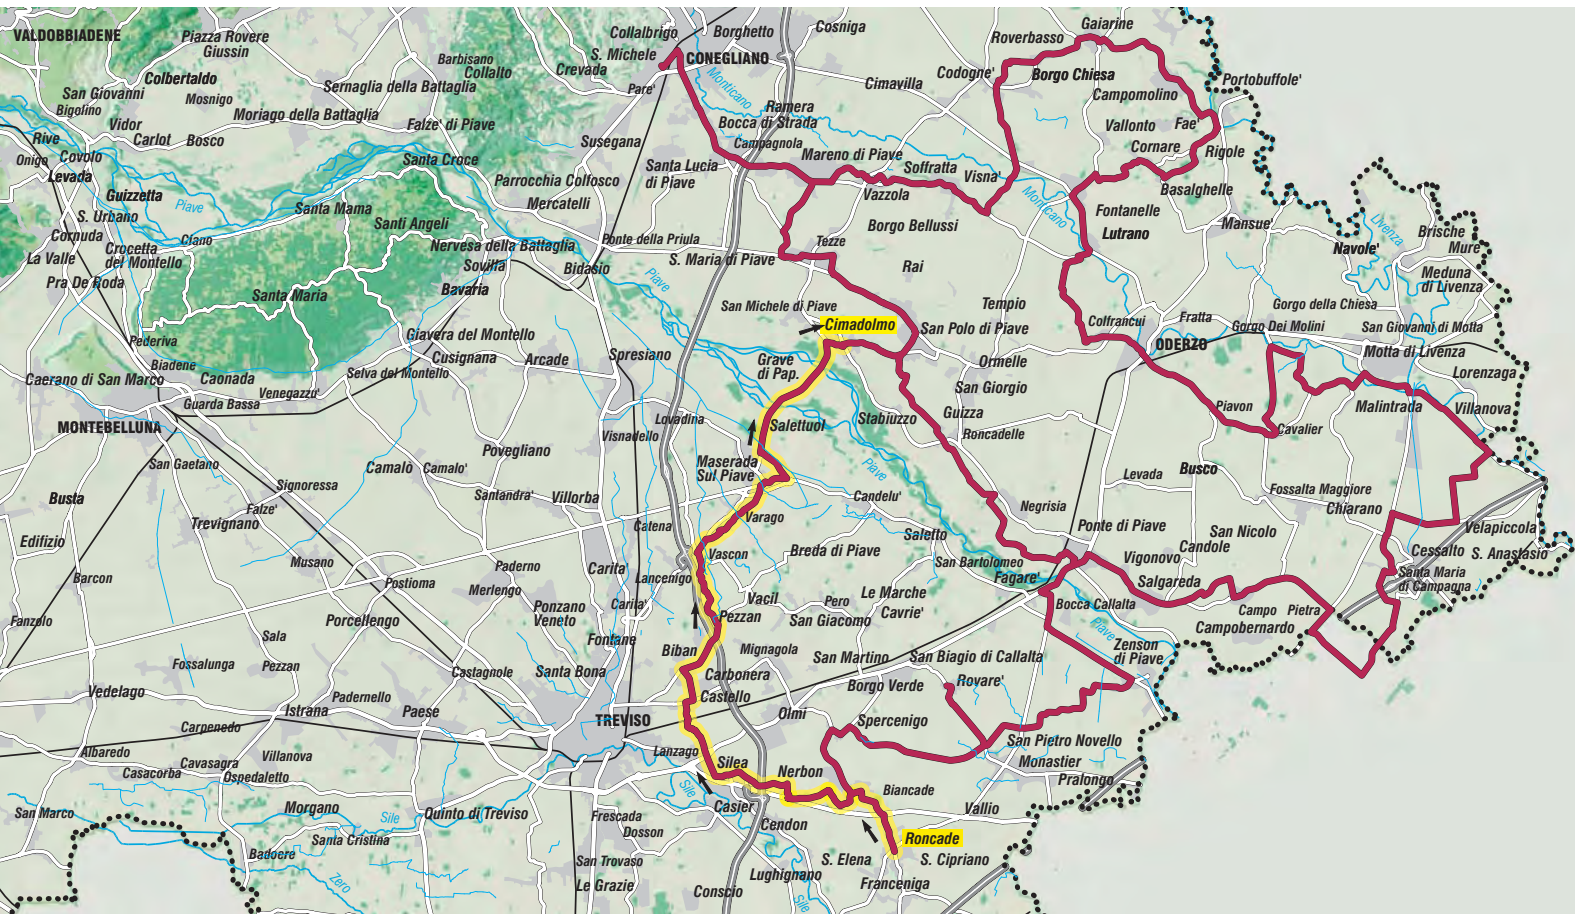 VALDOBBIADENE
Piazza Rovere
Giussin
Colbertaldo
San Giovanni
Bigolino
Mosnigo
Vidor
Carlot
Bosco
Moriago della Battaglia
Sernaglia della Battaglia
Barbisano
Collalto
Falze' di Piave
Santa Croce
Rive
Onigo
Covolo
Levada
Guizzetta
Piave
S. Urbano
Cornuda
Crocetta
del Montello
Ciano
La Valle
Pra De Roda
Santa Mama
Santi Angeli
Santa Maria
Nervesa della Battaglia
Sovilla
Bavaria
Bidasio
Giavera del Montello
Cusignana
Selva del Montello
Arcade
Spresiano
Pederiva
Biadene
Caonada
Venegazzu'
Guarda Bassa
Caerano di San Marco
MONTEBELLUNA
San Gaetano
Busta
Signoressa
Falze'
Trevignano
Camalò
Camalo'
Povegliano
Santandra'
Villorba
Visnadello
Lovadina
Catena
Lancenigo
Carita'
Carità'
Edifizio
Barcon
Fanzolo
Musano
Postioma
Paderno
Merlengo
Ponzano
Veneto
Fontane
Porcellengo
Sala
Pezzan
Fossalunga
Vedelago
Padernello
Istrana
Paese
Castagnole
Santa Bona
TREVISO
Carpenedo
Albaredo
Casacorba
Cavasagra
Villanova
Ospedaletto
San Marco
Morgano
Santa Cristina
Sile
Quinto di Treviso
Badoere
Zero
Frescada
Dosson
San Trovaso
Le Grazie
Conscio
Lughignano
Sile
Cendon
Casier
Sile
Lanzago
Silea
Nerbon
Biancade
Roncade
S. Cipriano
S. Elena
Franceniga
Vallio
Pralongo
Monastier
San Pietro Novello
Spercenigo
Olmi
Castello
Carbonera
Biban
Mignagola
San Martino
Borgo Verde
San Biagio di Callalta
Rovare'
Zenson
di Piave
Piave
Bocca Callalta
Fagare'
San Bartolomeo
Le Marche
Cavrie'
Pero
San Giacomo
Vacil
Pezzan
Vascon
Breda di Piave
Saletto
Candelu'
Varago
Maserada
Sul Piave
Salettuol
Stabiuzzo
Piave
Grave
di Pap.
Cimadolmo
San Michele di Piave
San Polo di Piave
Tempio
Ormelle
San Giorgio
Guizza
Roncadelle
Negrisia
Ponte di Piave
Levada
Busco
San Nicolo
Candole
Vigonovo
Salgareda
Campo Pietra
Campobernardo
Fossalta Maggiore
Chiarano
Cessalto
Santa Maria
di Campagna
Velapiccola
S. Anastasio
Piavon
Cavalier
Malintrada
Villanova
Lorenzaga
Motta di Livenza
San Giovanni di Motta
Gorgo Dei Molini
Gorgo della Chiesa
Fratta
ODERZO
Colfrancui
Meduna
di Livenza
Mure'
Brische
Livenza
Navole'
Mansue'
Lutrano
Fontanelle
Basalghelle
Rigole
Cornare
Vallonto
Fae'
Campomolino
Portobuffole'
Borgo Chiesa
Gaiarine
Roverbasso
Codogne'
Cimavilla
Cosniga
Borghetto
Collalbrigo
S. Michele
CONEGLIANO
Crevada
Pare'
Monticano
Ramera
Bocca di Strada
Campagnola
Mareno di Piave
Soffratta
Visna'
Vazzola
Monticano
Borgo Bellussi
Rai
Tezze
S. Maria di Piave
Santa Lucia
di Piave
Susegana
Parrocchia Colfosco
Mercatelli
Ponte della Priula
Piave